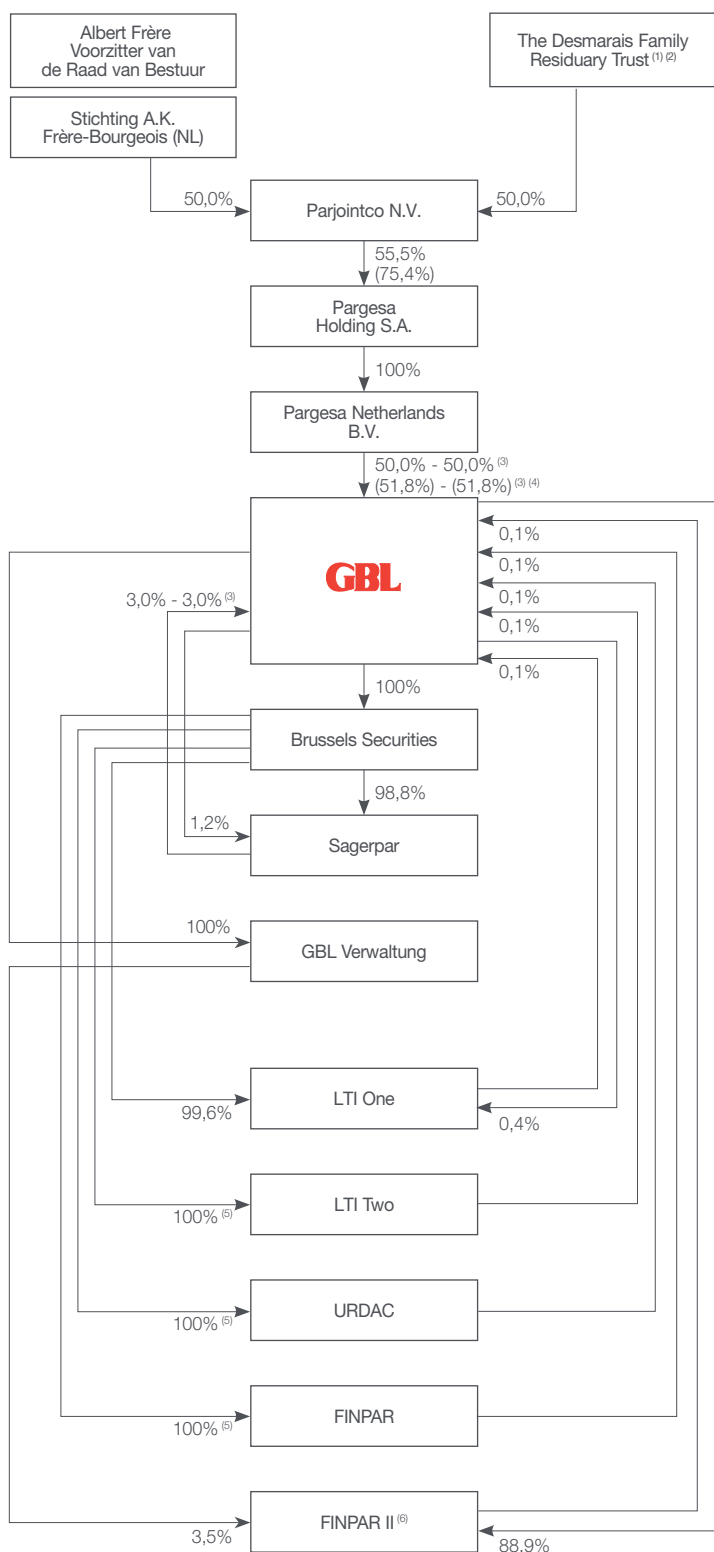 Albert Frère
Voorzitter van
de Raad van Bestuur
The Desmarais Family
Residuary Trust (1) (2)
Stichting A.K.
Frère-Bourgeois (NL)
50,0%
Parjointco N.V.
50,0%
55,5%
(75,4%)
Pargesa
Holding S.A.
100%
Pargesa Netherlands
B.V.
50,0% - 50,0% (3)
(51,8%) - (51,8%) (3) (4)
GBL
0,1%
0,1%
0,1%
3,0% - 3,0% (3)
0,1%
0,1%
100%
Brussels Securities
98,8%
1,2%
Sagerpar
100%
GBL Verwaltung
LTI One
99,6%
0,4%
LTI Two
100% (5)
URDAC
100% (5)
FINPAR
100% (5)
FINPAR II (6)
3,5%
88,9%